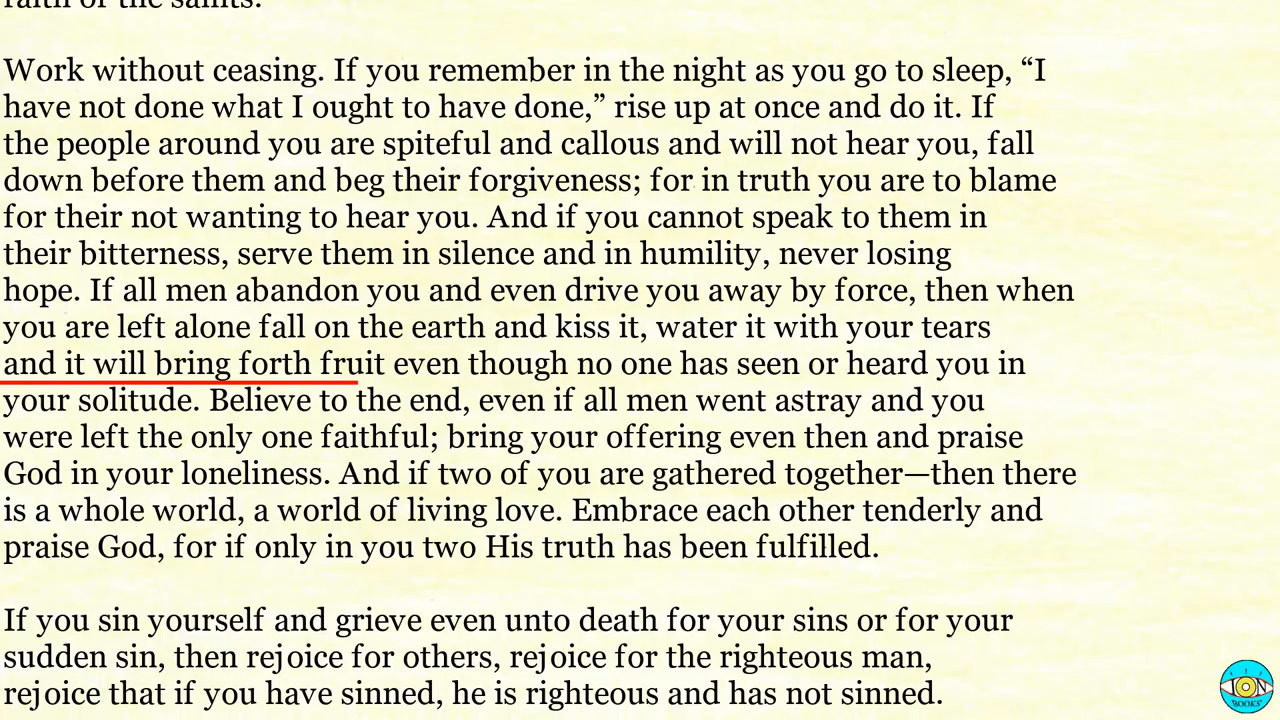 faith of the saints.
Work without ceasing. If you remember in the night as you go to sleep, “I
have not done what I ought to have done,” rise up at once and do it. If
the people around you are spiteful and callous and will not hear you, fall
down before them and beg their forgiveness; for in truth you are to blame
for their not wanting to hear you. And if you cannot speak to them in
their bitterness, serve them in silence and in humility, never losing
hope. If all men abandon you and even drive you away by force, then when
you are left alone fall on the earth and kiss it, water it with your tears
and it will bring forth fruit even though no one has seen or heard you in
your solitude. Believe to the end, even if all men went astray and you
were left the only one faithful; bring your offering even then and praise
God in your loneliness. And if two of you are gathered together—then there
is a whole world, a world of living love. Embrace each other tenderly and
praise God, for if only in you two His truth has been fulfilled.
If you sin yourself and grieve even unto death for your sins or for your
sudden sin, then rejoice for others, rejoice for the righteous man,
rejoice that if you have sinned, he is righteous and has not sinned.
ION
BOOKS